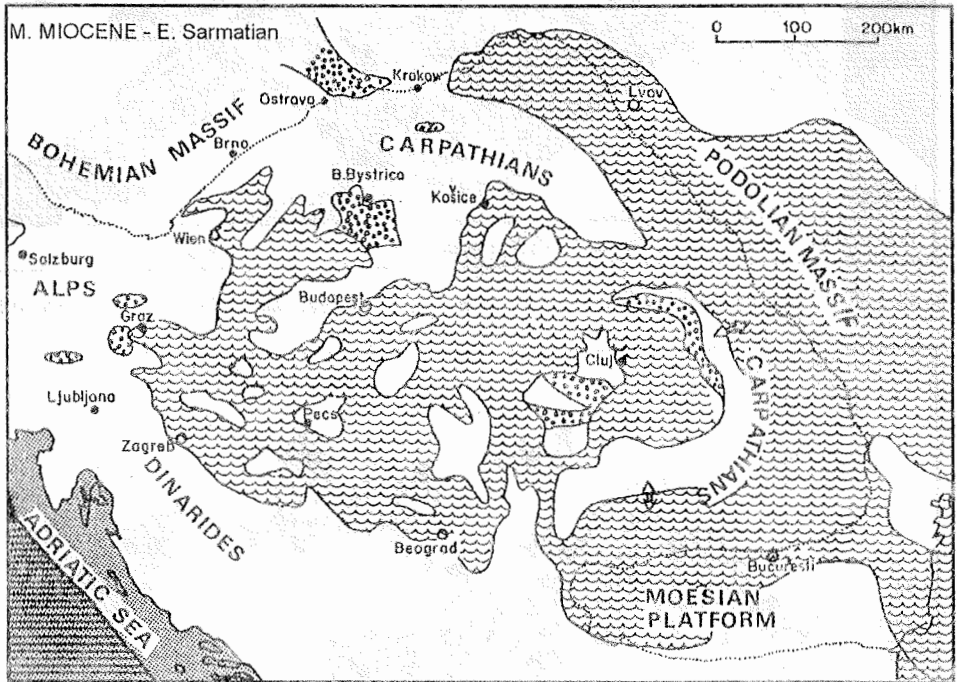 M. MIOCENE - E. Sarmatian
0 100 200km
Krakow
Lvov
Ostrava
BOHEMIAN MASSIF
Brno
CARPATHIANS
PODOLIAN MASSIF
B.Bystrica
Košice
Wien
Salzburg
ALPS
Budapest
Graz
Cluj
CARPATHIANS
Ljubljana
Pecs
Zagreb
DINARIDES
Beograd
ADRIATIC SEA
Bucuresti
MOESIAN
PLATFORM